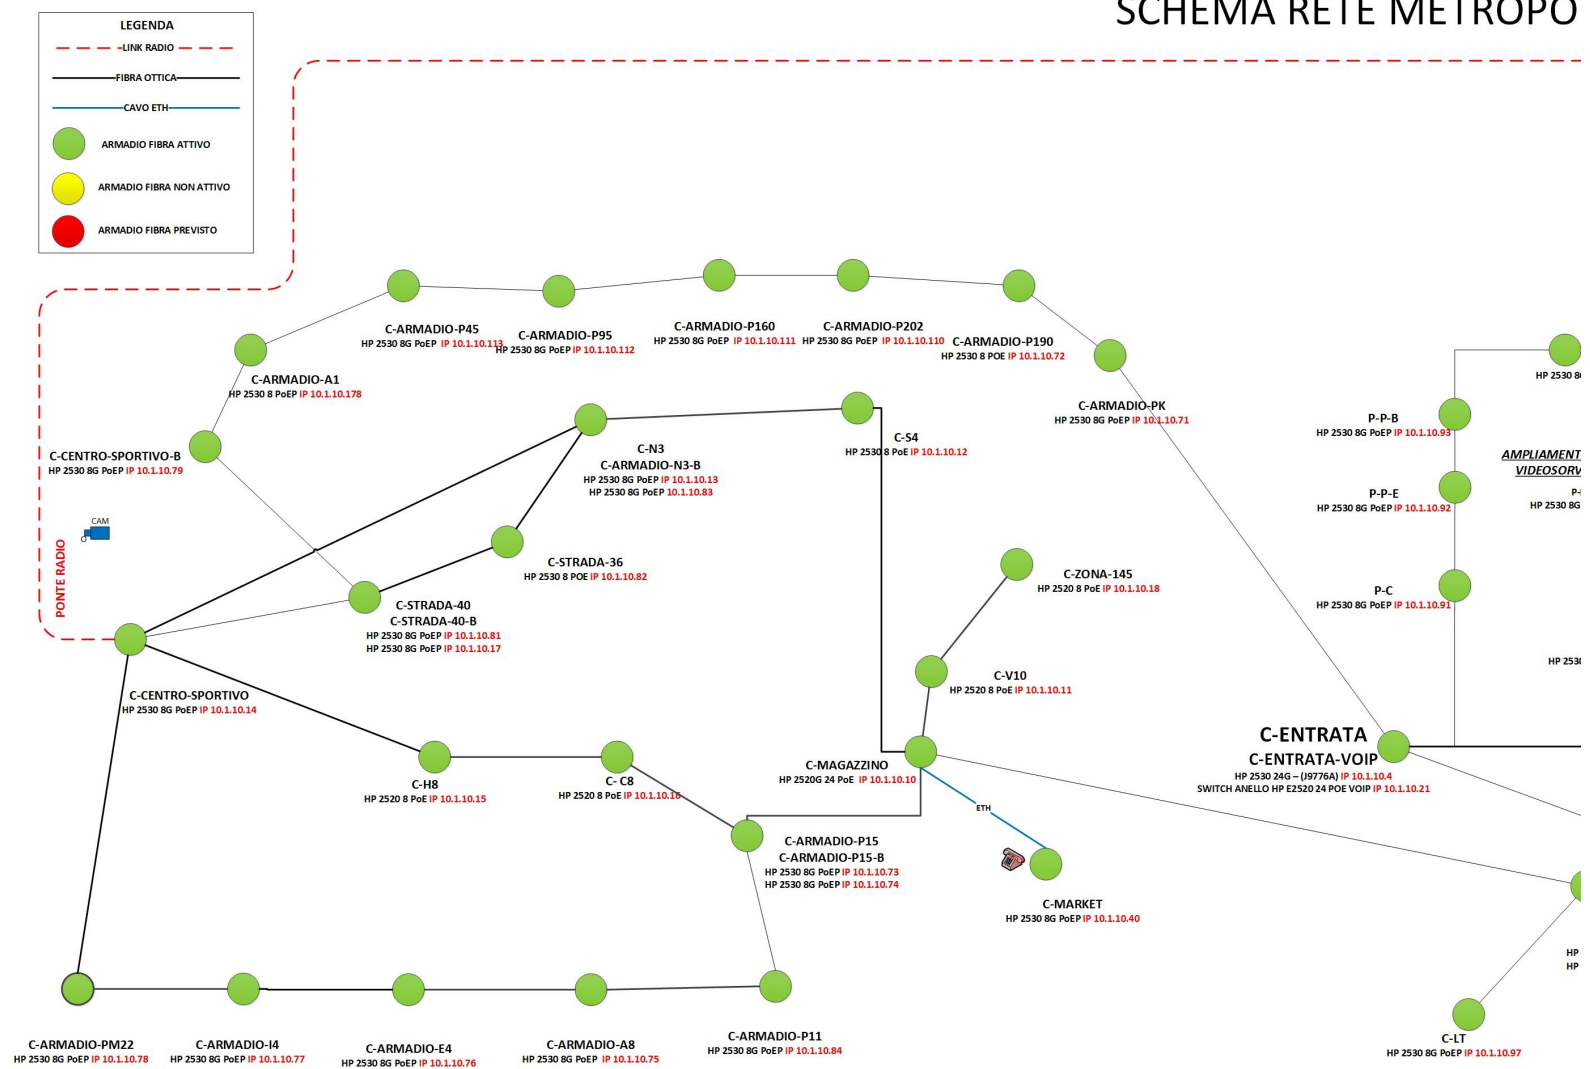 SCHEMA RETE METROPO
LEGENDA
LINK RADIO
FIBRA OTTICA
CAVO ETH
ARMADIO FIBRA ATTIVO
ARMADIO FIBRA NON ATTIVO
ARMADIO FIBRA PREVISTO
C-ARMADIO-P45
HP 2530 8G PoEP IP 10.1.10.113
C-ARMADIO-P95
HP 2530 8G PoEP IP 10.1.10.112
C-ARMADIO-P160
HP 2530 8G PoEP IP 10.1.10.111
C-ARMADIO-P202
HP 2530 8G PoEP IP 10.1.10.110
C-ARMADIO-P190
HP 2530 8 POE IP 10.1.10.72
C-ARMADIO-A1
HP 2530 8 PoEP IP 10.1.10.178
C-ARMADIO-PK
HP 2530 8G PoEP IP 10.1.10.71
HP 2530 8G
P-P-B
HP 2530 8G PoEP IP 10.1.10.93
C-CENTRO-SPORTIVO-B
HP 2530 8G PoEP IP 10.1.10.79
C-N3
C-ARMADIO-N3-B
HP 2530 8G PoEP IP 10.1.10.13
HP 2530 8G PoEP 10.1.10.83
C-S4
HP 2530 8 PoE IP 10.1.10.12
AMPLIAMENT
VIDEOSORV
HP 2530 8G
P-P-E
HP 2530 8G PoEP IP 10.1.10.92
CAM
PONTE RADIO
C-STRADA-36
HP 2530 8 POE IP 10.1.10.82
C-ZONA-145
HP 2520 8 PoE IP 10.1.10.18
P-C
HP 2530 8G PoEP IP 10.1.10.91
C-STRADA-40
C-STRADA-40-B
HP 2530 8G PoEP IP 10.1.10.81
HP 2530 8G PoEP IP 10.1.10.17
HP 2530
C-CENTRO-SPORTIVO
HP 2530 8G PoEP IP 10.1.10.14
C-V10
HP 2520 8 PoE IP 10.1.10.11
C-ENTRATA
C-ENTRATA-VOIP
HP 2530 24G – (J9776A) IP 10.1.10.4
SWITCH ANELLO HP E2520 24 POE VOIP IP 10.1.10.21
C-MAGAZZINO
HP 2520G 24 PoE IP 10.1.10.10
C-H8
HP 2520 8 PoE IP 10.1.10.15
C- C8
HP 2520 8 PoE IP 10.1.10.16
ETH
C-ARMADIO-P15
C-ARMADIO-P15-B
HP 2530 8G PoEP IP 10.1.10.73
HP 2530 8G PoEP IP 10.1.10.74
C-MARKET
HP 2530 8G PoEP IP 10.1.10.40
HP
HP
C-ARMADIO-PM22
HP 2530 8G PoEP IP 10.1.10.78
C-ARMADIO-I4
HP 2530 8G PoEP IP 10.1.10.77
C-ARMADIO-E4
HP 2530 8G PoEP IP 10.1.10.76
C-ARMADIO-A8
HP 2530 8G PoEP IP 10.1.10.75
C-ARMADIO-P11
HP 2530 8G PoEP IP 10.1.10.84
C-LT
HP 2530 8G PoEP IP 10.1.10.97